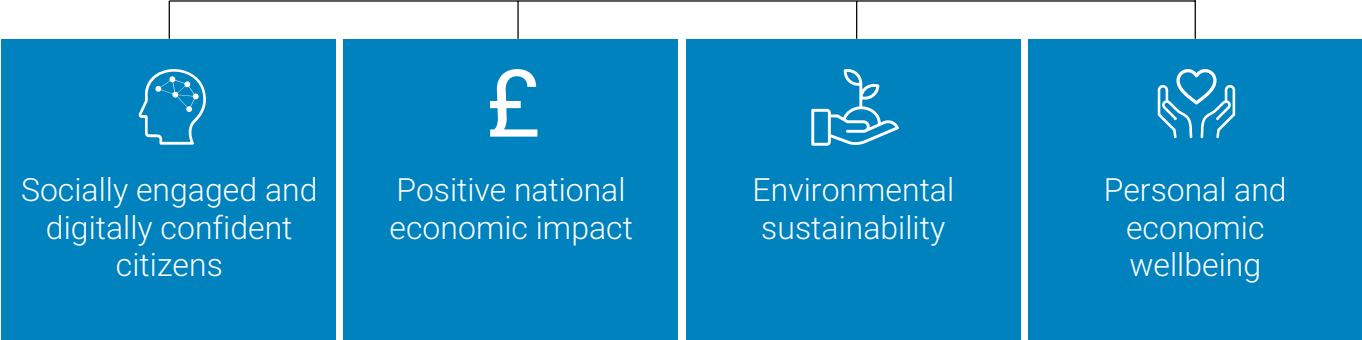 £
Socially engaged and
digitally confident
citizens
Positive national
economic impact
Environmental
sustainability
Personal and
economic
wellbeing